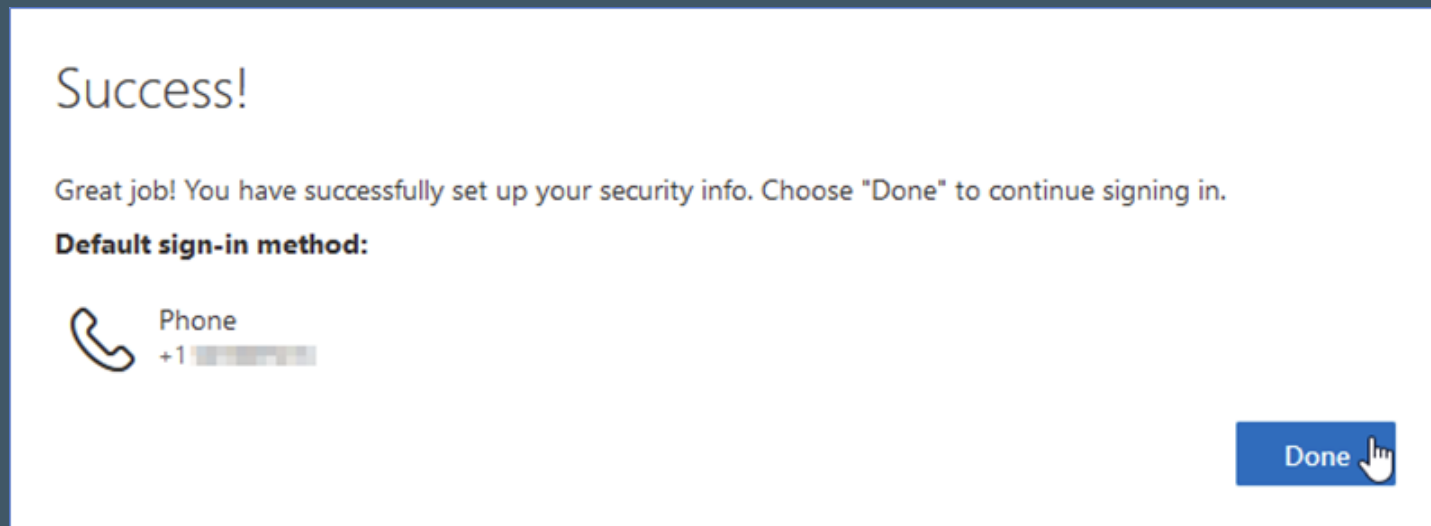 Success!
Great job! You have successfully set up your security info. Choose "Done" to continue signing in.
Default sign-in method:
Phone
+1
Done